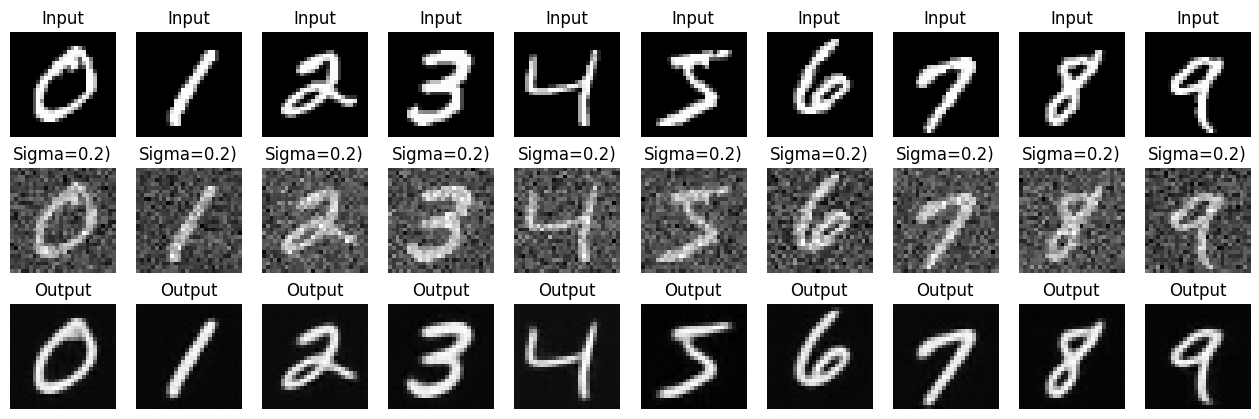 Input Input Input Input Input Input Input Input Input Input
0 1 2 3 4 5 6 7 8 9
Sigma=0.2) Sigma=0.2) Sigma=0.2) Sigma=0.2) Sigma=0.2) Sigma=0.2) Sigma=0.2) Sigma=0.2) Sigma=0.2) Sigma=0.2)
0 1 2 3 4 5 6 7 8 9
Output Output Output Output Output Output Output Output Output Output
0 1 2 3 4 5 6 7 8 9